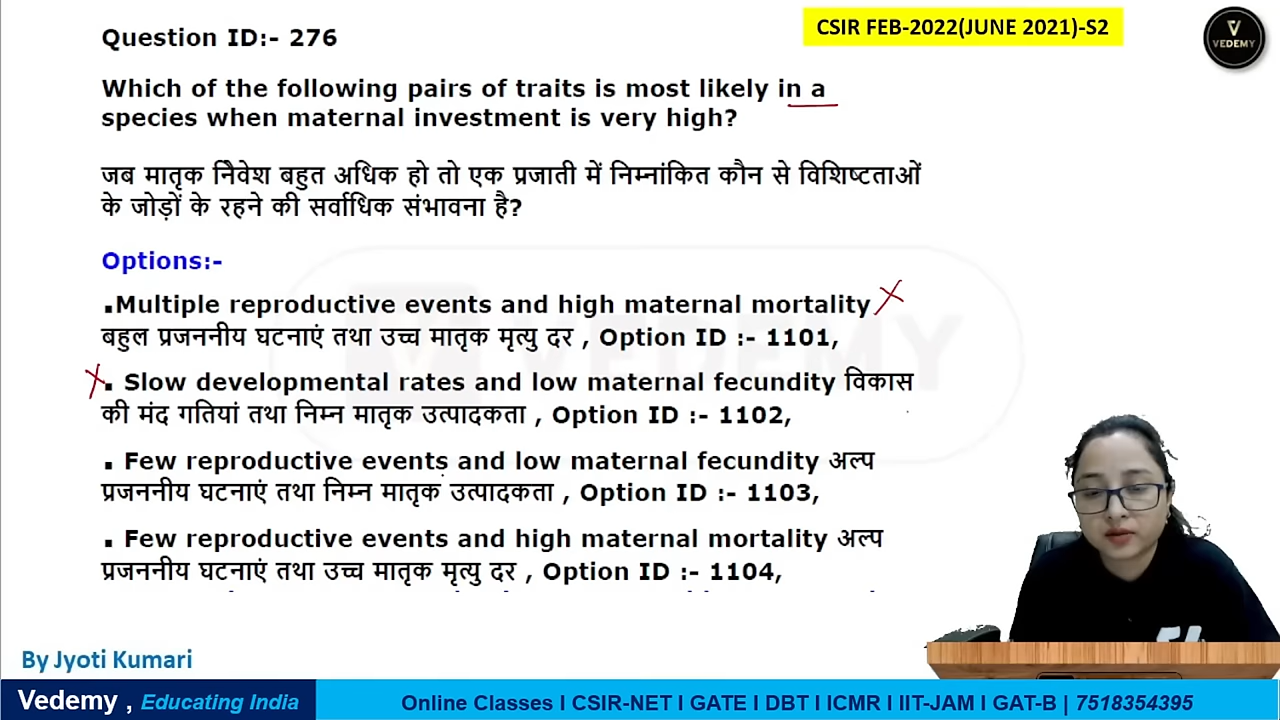 Question ID:- 276
CSIR FEB-2022(JUNE 2021)-S2
VEDEMY
Which of the following pairs of traits is most likely in a
species when maternal investment is very high?
जब मातृक निवेश बहुत अधिक हो तो एक प्रजाती में निम्नांकित कौन से विशिष्टताओं
के जोड़ों के रहने की सर्वाधिक संभावना है?
Options:-
.Multiple reproductive events and high maternal mortality
बहुल प्रजननीय घटनाएं तथा उच्च मातृक मृत्यु दर , Option ID :- 1101,
. Slow developmental rates and low maternal fecundity विकास
की मंद गतियां तथा निम्न मातृक उत्पादकता , Option ID :- 1102,
. Few reproductive events and low maternal fecundity अल्प
प्रजननीय घटनाएं तथा निम्न मातृक उत्पादकता , Option ID :- 1103,
. Few reproductive events and high maternal mortality अल्प
प्रजननीय घटनाएं तथा उच्च मातृक मृत्यु दर , Option ID :- 1104,
VEDEMY
By Jyoti Kumari
Vedemy , Educating India
Online Classes I CSIR-NET I GATE I DBT I ICMR I IIT-JAM I GAT-B | 7518354395